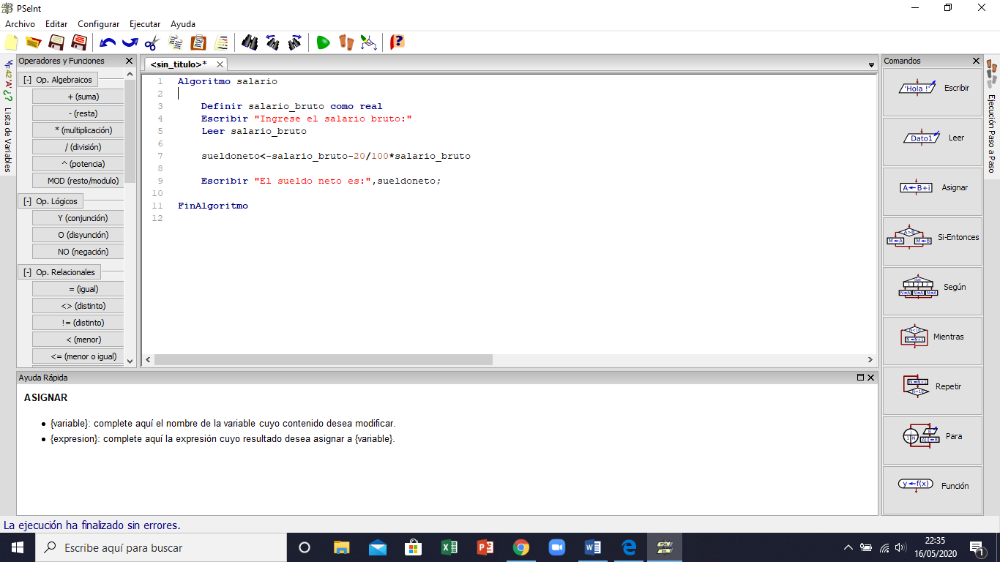 PSeInt
Archivo Editar Configurar Ejecutar Ayuda
Operadores y Funciones
[-] Op. Algebraicos
+ (suma)
- (resta)
* (multiplicación)
/ (división)
^ (potencia)
MOD (resto/modulo)
[-] Op. Lógicos
Y (conjunción)
O (disyunción)
NO (negación)
[-] Op. Relacionales
= (igual)
<> (distinto)
!= (distinto)
< (menor)
<= (menor o igual)
42 'A' ¿? Lista de Variables
<sin_titulo>*
1 Algoritmo salario
2
3 Definir salario_bruto como real
4 Escribir "Ingrese el salario bruto:"
5 Leer salario_bruto
6
7 sueldoneto<-salario_bruto-20/100*salario_bruto
8
9 Escribir "El sueldo neto es:",sueldoneto;
10
11 FinAlgoritmo
12
Ayuda Rápida
ASIGNAR
• {variable}: complete aquí el nombre de la variable cuyo contenido desea modificar.
• {expresion}: complete aquí la expresión cuyo resultado desea asignar a {variable}.
Comandos
'Hola !' Escribir
Dato1 Leer
A←B+i Asignar
A>B M←A M←B Si-Entonces
Según
Mientras
Repetir
Para
y←f(x) Función
Ejecución Paso a Paso
La ejecución ha finalizado sin errores.
Escribe aquí para buscar
22:35
16/05/2020
1